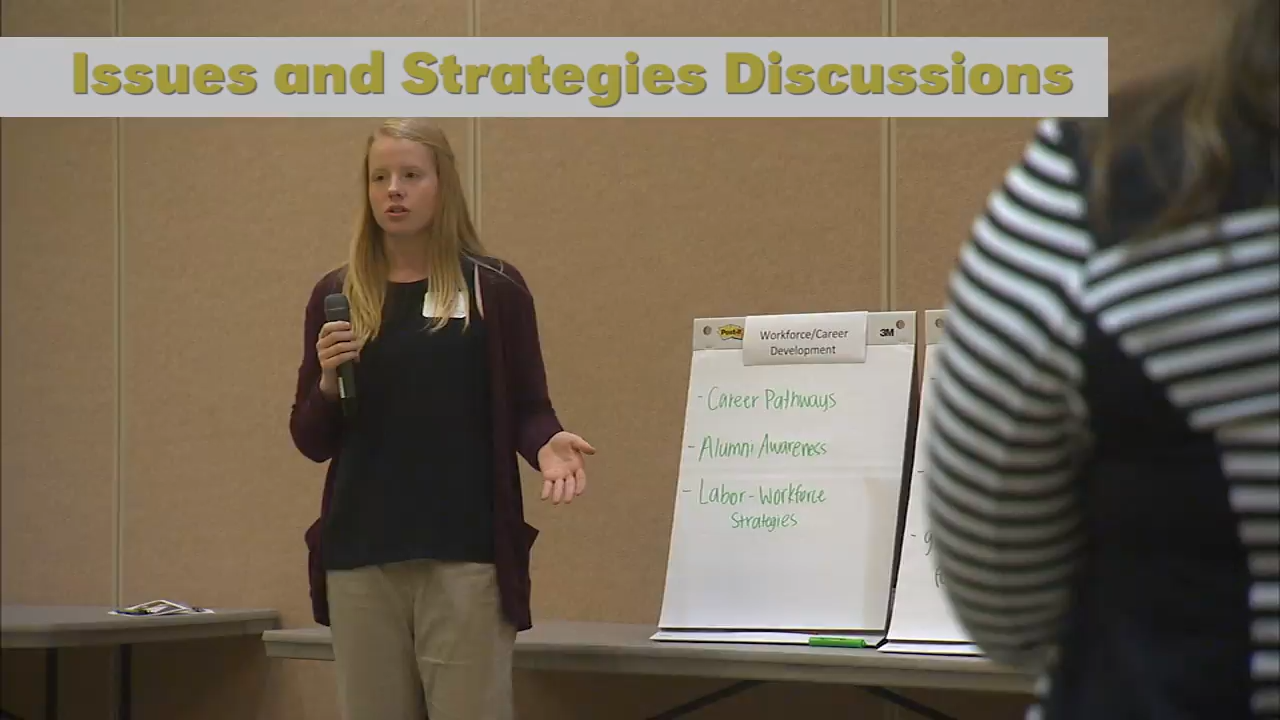 Issues and Strategies Discussions
Post-it
Workforce/Career
Development
3M
- Career Pathways
- Alumni Awareness
- Labor-Workforce
Strategies